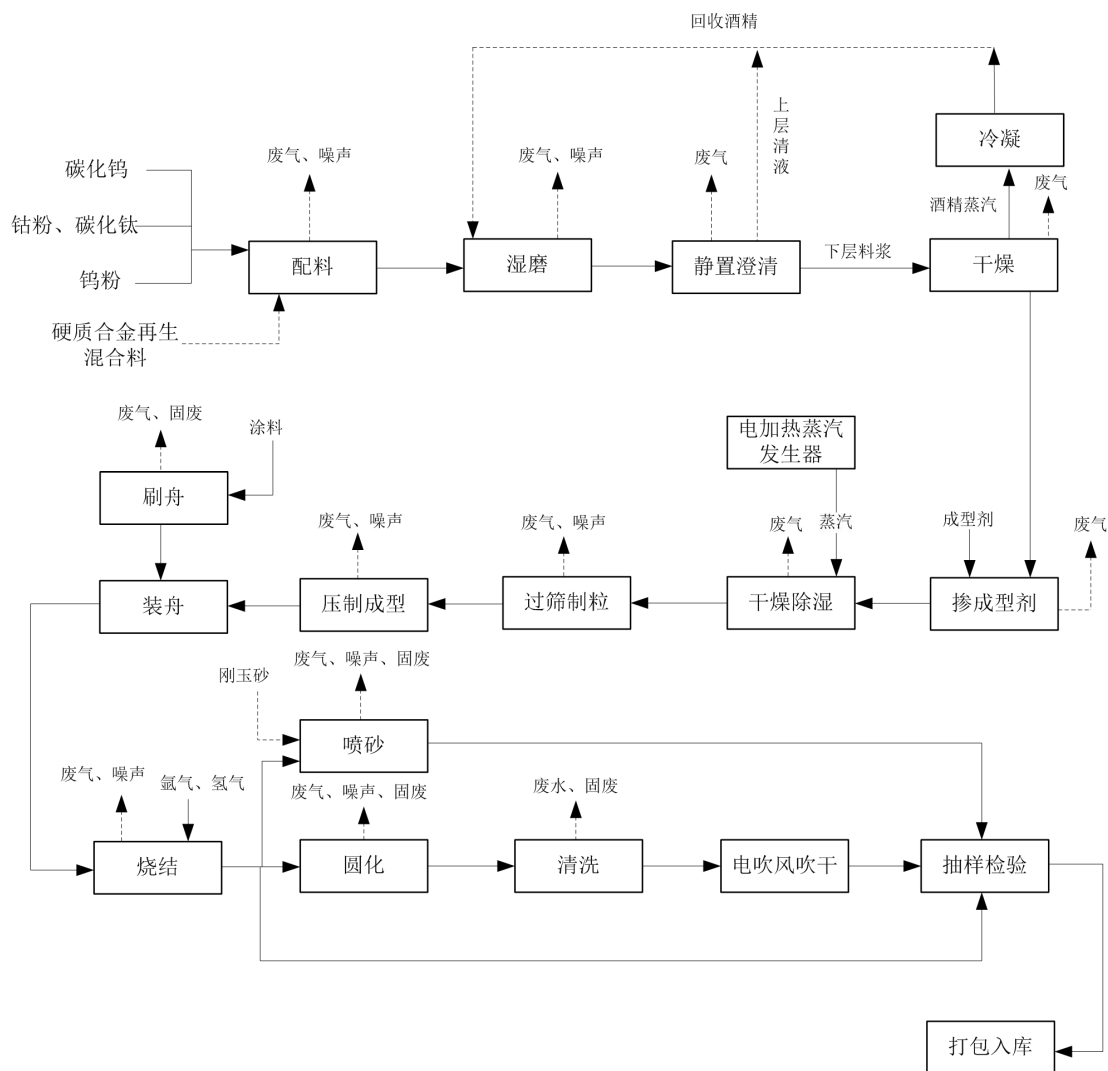 回收酒精
上层清液
冷凝
废气、噪声
废气、噪声
废气
废气
碳化钨
酒精蒸汽
钴粉、碳化钛
配料
湿磨
静置澄清
下层料浆
干燥
钨粉
硬质合金再生
混合料
废气、固废
涂料
电加热蒸汽
发生器
刷舟
废气、噪声
废气、噪声
废气
蒸汽
成型剂
废气
装舟
压制成型
过筛制粒
干燥除湿
掺成型剂
刚玉砂
废气、噪声、固废
喷砂
废气、噪声
氩气、氢气
废气、噪声、固废
废水、固废
烧结
圆化
清洗
电吹风吹干
抽样检验
打包入库